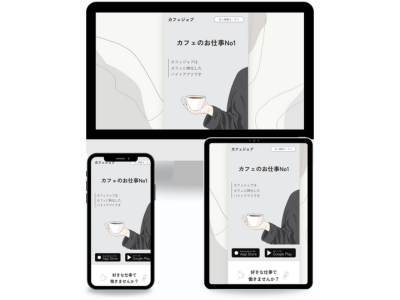 カフェジョブ
カフェのお仕事No1
カフェジョブは
カフェに特化した
バイトアプリです
カフェジョブ
カフェのお仕事No1
カフェジョブは
カフェに特化した
バイトアプリです
App Store
Google Play
好きな仕事で
働きませんか？
カフェジョブ
カフェのお仕事No1
カフェジョブは
カフェに特化した
バイトアプリです
App Store
Google Play
好きな仕事で
働きませんか？